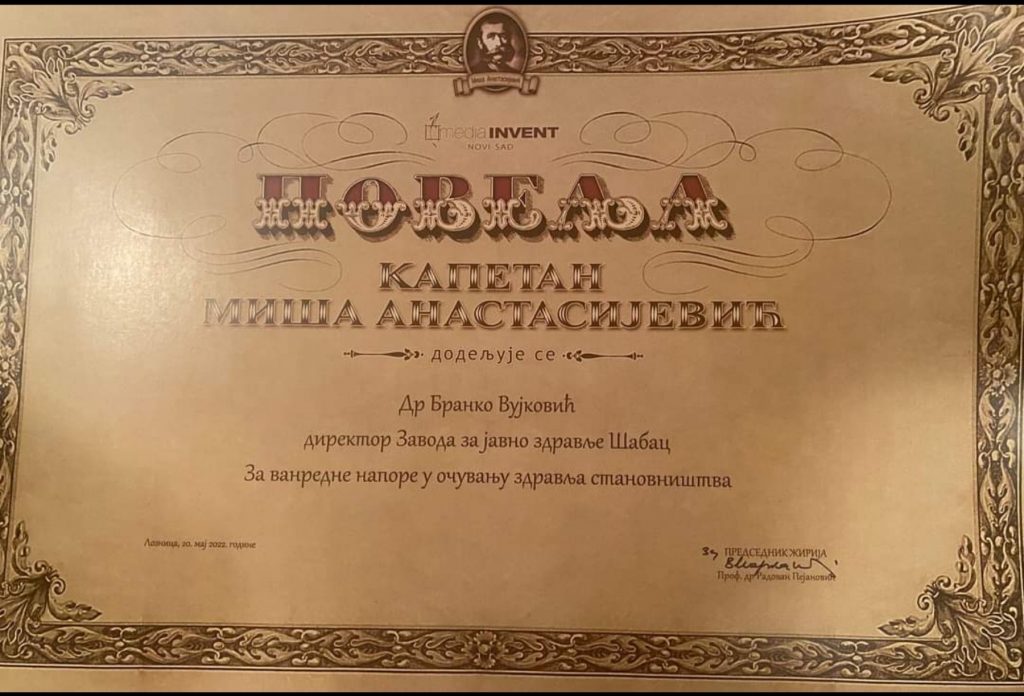 Миша Анастасијевић
media INVENT
NOVI SAD
ПОВЕЉА
КАПЕТАН
МИША АНАСТАСИЈЕВИЋ
додељује се
Др Бранко Вујковић
директор Завода за јавно здравље Шабац
За ванредне напоре у очувању здравља становништва
Лозница, 20. мај 2022. године
За ПРЕДСЕДНИК ЖИРИЈА
Проф. др Радован Пејановић